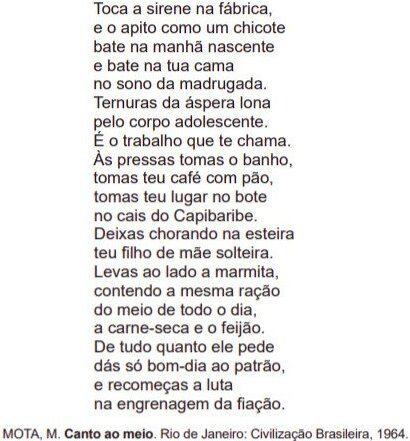 Toca a sirene na fábrica,
e o apito como um chicote
bate na manhã nascente
e bate na tua cama
no sono da madrugada.
Ternuras da áspera lona
pelo corpo adolescente.
É o trabalho que te chama.
Às pressas tomas o banho,
tomas teu café com pão,
tomas teu lugar no bote
no cais do Capibaribe.
Deixas chorando na esteira
teu filho de mãe solteira.
Levas ao lado a marmita,
contendo a mesma ração
do meio de todo o dia,
a carne-seca e o feijão.
De tudo quanto ele pede
dás só bom-dia ao patrão,
e recomeças a luta
na engrenagem da fiação.
MOTA, M. Canto ao meio. Rio de Janeiro: Civilização Brasileira, 1964.